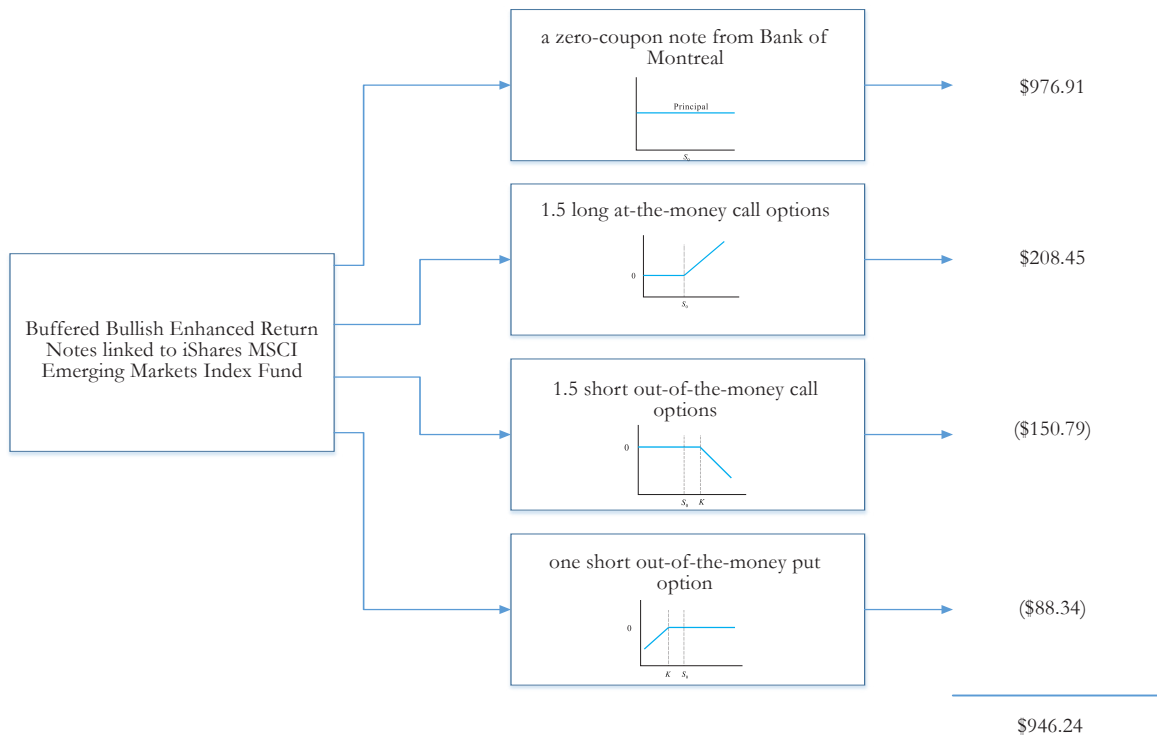 a zero-coupon note from Bank of
Montreal
Principal
S₀
$976.91
1.5 long at-the-money call options
0
S₀
$208.45
Buffered Bullish Enhanced Return
Notes linked to iShares MSCI
Emerging Markets Index Fund
1.5 short out-of-the-money call
options
0
S₀ K
($150.79)
one short out-of-the-money put
option
0
K S₀
($88.34)
$946.24